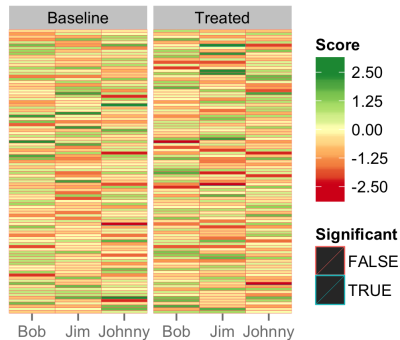 Baseline
Treated
Score
2.50
1.25
0.00
-1.25
-2.50
Significant
FALSE
TRUE
Bob Jim Johnny
Bob Jim Johnny